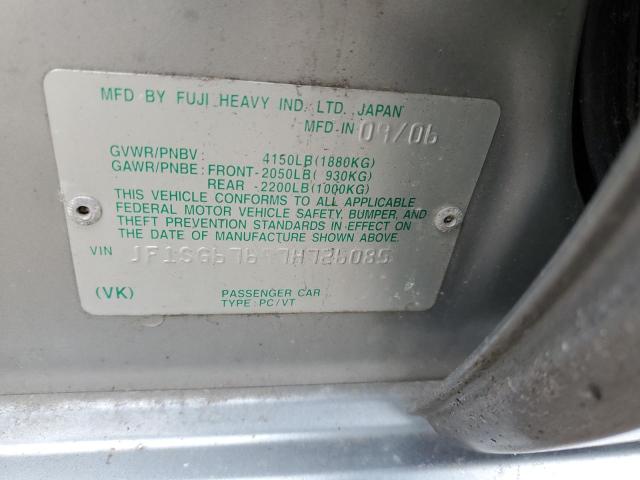 MFD BY FUJI HEAVY IND. LTD. JAPAN
MFD IN 09/06
GVWR/PNBV : 4150LB(1880KG)
GAWR/PNBE: FRONT-2050LB( 930KG)
REAR -2200LB(1000KG)
THIS VEHICLE CONFORMS TO ALL APPLICABLE
FEDERAL MOTOR VEHICLE SAFETY, BUMPER, AND
THEFT PREVENTION STANDARDS IN EFFECT ON
THE DATE OF MANUFACTURE SHOWN ABOVE.
VIN
(VK) PASSENGER CAR
TYPE: PC/VT